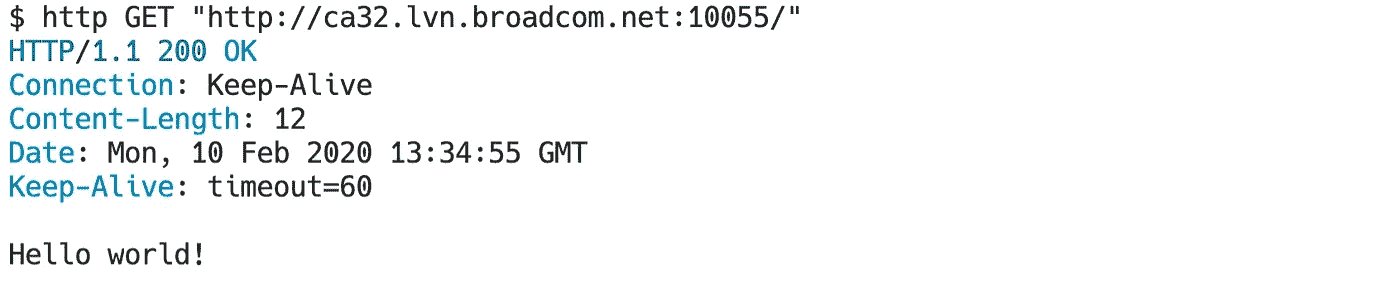 $ http GET "http://ca32.lvn.broadcom.net:10055/"
HTTP/1.1 200 OK
Connection: Keep-Alive
Content-Length: 12
Date: Mon, 10 Feb 2020 13:34:55 GMT
Keep-Alive: timeout=60
Hello world!